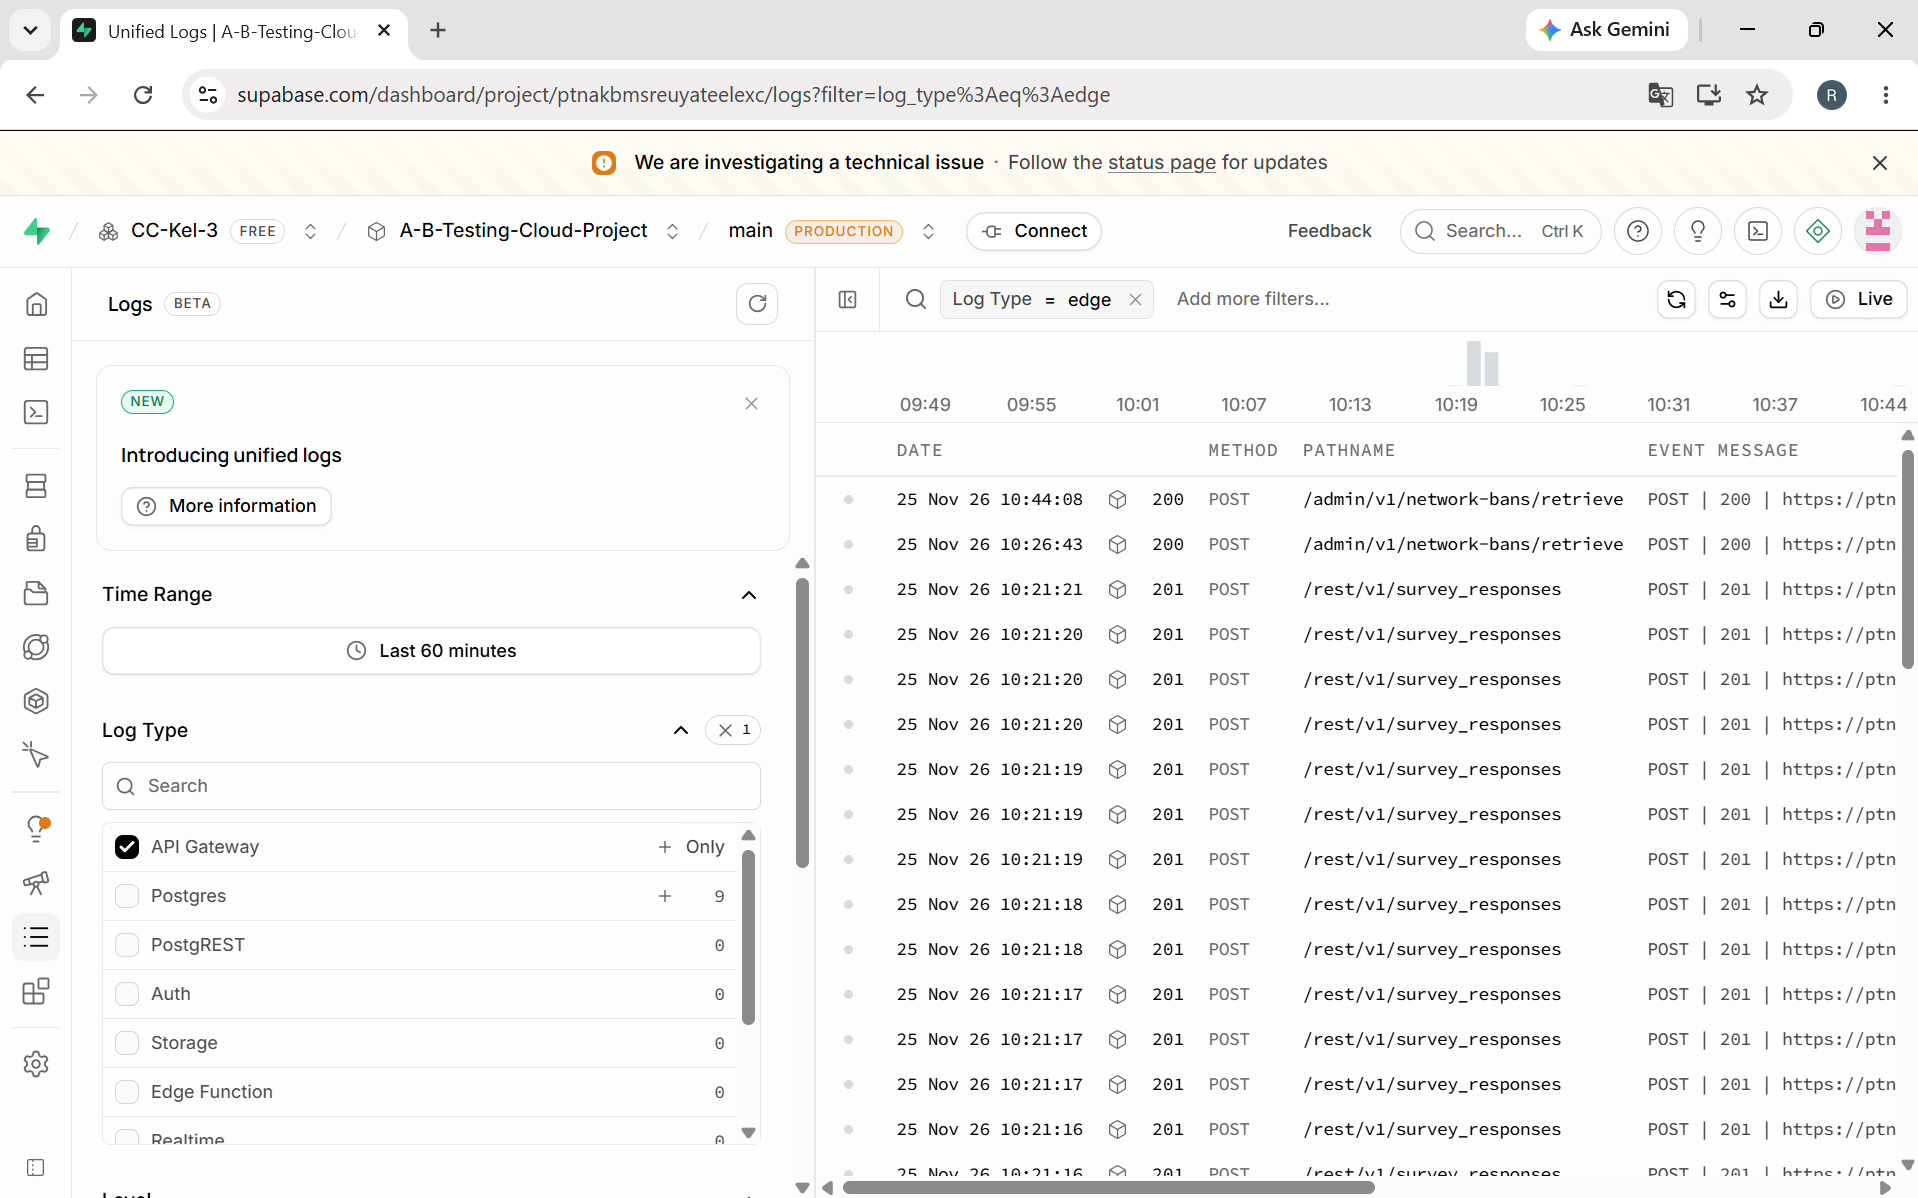 Unified Logs | A-B-Testing-Clou
Ask Gemini
supabase.com/dashboard/project/ptnakbmsreuyateelexc/logs?filter=log_type%3Aeq%3Aedge
R
We are investigating a technical issue · Follow the status page for updates
/ CC-Kel-3 FREE / A-B-Testing-Cloud-Project / main PRODUCTION Connect Feedback Search... Ctrl K
Logs BETA
Log Type = edge Add more filters... Live
NEW
Introducing unified logs
More information
Time Range
Last 60 minutes
Log Type 1
Search
API Gateway + Only
Postgres + 9
PostgREST 0
Auth 0
Storage 0
Edge Function 0
Realtime 0
Level
09:49 09:55 10:01 10:07 10:13 10:19 10:25 10:31 10:37 10:44
DATE METHOD PATHNAME EVENT MESSAGE
25 Nov 26 10:44:08 200 POST /admin/v1/network-bans/retrieve POST | 200 | https://ptn
25 Nov 26 10:26:43 200 POST /admin/v1/network-bans/retrieve POST | 200 | https://ptn
25 Nov 26 10:21:21 201 POST /rest/v1/survey_responses POST | 201 | https://ptn
25 Nov 26 10:21:20 201 POST /rest/v1/survey_responses POST | 201 | https://ptn
25 Nov 26 10:21:20 201 POST /rest/v1/survey_responses POST | 201 | https://ptn
25 Nov 26 10:21:20 201 POST /rest/v1/survey_responses POST | 201 | https://ptn
25 Nov 26 10:21:19 201 POST /rest/v1/survey_responses POST | 201 | https://ptn
25 Nov 26 10:21:19 201 POST /rest/v1/survey_responses POST | 201 | https://ptn
25 Nov 26 10:21:19 201 POST /rest/v1/survey_responses POST | 201 | https://ptn
25 Nov 26 10:21:18 201 POST /rest/v1/survey_responses POST | 201 | https://ptn
25 Nov 26 10:21:18 201 POST /rest/v1/survey_responses POST | 201 | https://ptn
25 Nov 26 10:21:17 201 POST /rest/v1/survey_responses POST | 201 | https://ptn
25 Nov 26 10:21:17 201 POST /rest/v1/survey_responses POST | 201 | https://ptn
25 Nov 26 10:21:17 201 POST /rest/v1/survey_responses POST | 201 | https://ptn
25 Nov 26 10:21:16 201 POST /rest/v1/survey_responses POST | 201 | https://ptn
25 Nov 26 10:21:16 201 POST /rest/v1/survey_responses POST | 201 | https://ptn